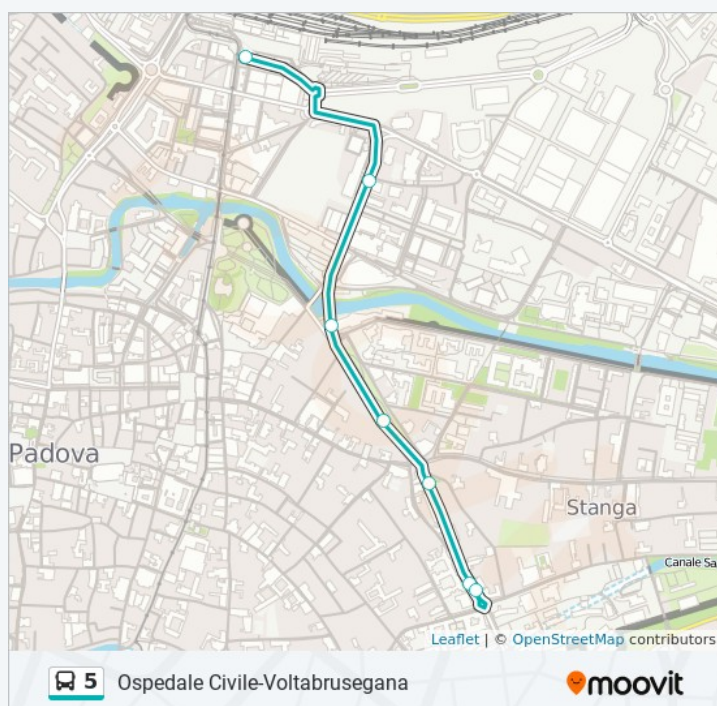 Padova
Stanga
Canale Sa
Leaflet | © OpenStreetMap contributors
5 Ospedale Civile-Voltabrusegana
moovit